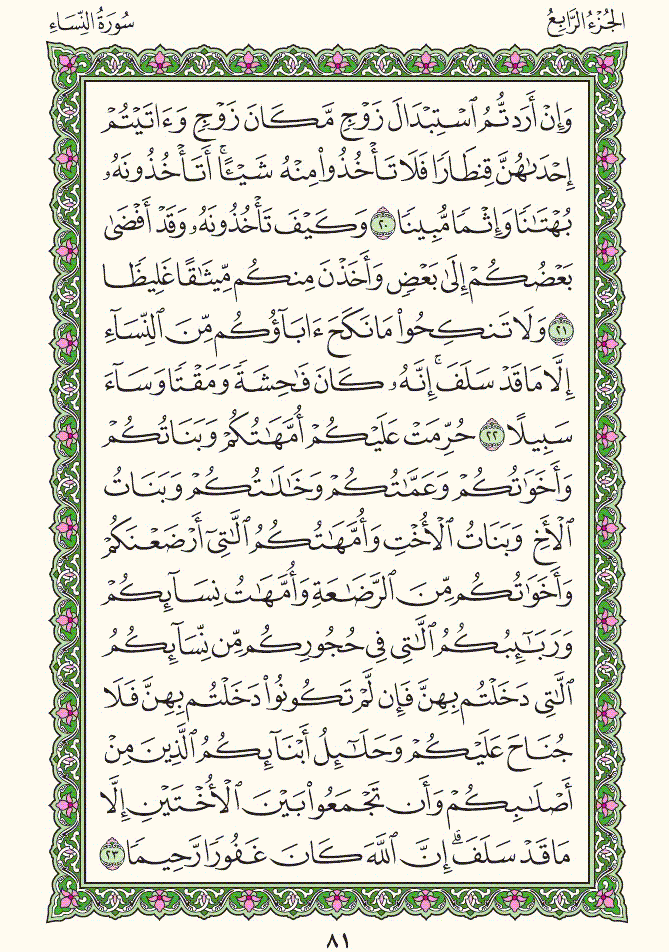 الجُزْءُ الرَّابِعُ
سُورَةُ النِّسَاءِ
وَإِنۡ أَرَدتُّمُ ٱسۡتِبۡدَالَ زَوۡجٖ مَّكَانَ زَوۡجٖ وَءَاتَيۡتُمۡ
إِحۡدَىٰهُنَّ قِنطَارٗا فَلَا تَأۡخُذُواْ مِنۡهُ شَيۡـًٔاۚ أَتَأۡخُذُونَهُۥ
بُهۡتَٰنٗا وَإِثۡمٗا مُّبِينٗا ٢٠ وَكَيۡفَ تَأۡخُذُونَهُۥ وَقَدۡ أَفۡضَىٰ
بَعۡضُكُمۡ إِلَىٰ بَعۡضٖ وَأَخَذۡنَ مِنكُم مِّيثَٰقًا غَلِيظٗا
٢١ وَلَا تَنكِحُواْ مَا نَكَحَ ءَابَآؤُكُم مِّنَ ٱلنِّسَآءِ
إِلَّا مَا قَدۡ سَلَفَۚ إِنَّهُۥ كَانَ فَٰحِشَةٗ وَمَقۡتٗا وَسَآءَ
سَبِيلًا ٢٢ حُرِّمَتۡ عَلَيۡكُمۡ أُمَّهَٰتُكُمۡ وَبَنَاتُكُمۡ
وَأَخَوَٰتُكُمۡ وَعَمَّٰتُكُمۡ وَخَٰلَٰتُكُمۡ وَبَنَاتُ
ٱلۡأَخِ وَبَنَاتُ ٱلۡأُخۡتِ وَأُمَّهَٰتُكُمُ ٱلَّٰتِيٓ أَرۡضَعۡنَكُمۡ
وَأَخَوَٰتُكُم مِّنَ ٱلرَّضَٰعَةِ وَأُمَّهَٰتُ نِسَآئِكُمۡ
وَرَبَٰٓئِبُكُمُ ٱلَّٰتِي فِي حُجُورِكُم مِّن نِّسَآئِكُمُ
ٱلَّٰتِي دَخَلۡتُم بِهِنَّ فَإِن لَّمۡ تَكُونُواْ دَخَلۡتُم بِهِنَّ فَلَا
جُنَاحَ عَلَيۡكُمۡ وَحَلَٰٓئِلُ أَبۡنَآئِكُمُ ٱلَّذِينَ مِنۡ
أَصۡلَٰبِكُمۡ وَأَن تَجۡمَعُواْ بَيۡنَ ٱلۡأُخۡتَيۡنِ إِلَّا
مَا قَدۡ سَلَفَۗ إِنَّ ٱللَّهَ كَانَ غَفُورٗا رَّحِيمٗا ٢٣
٨١